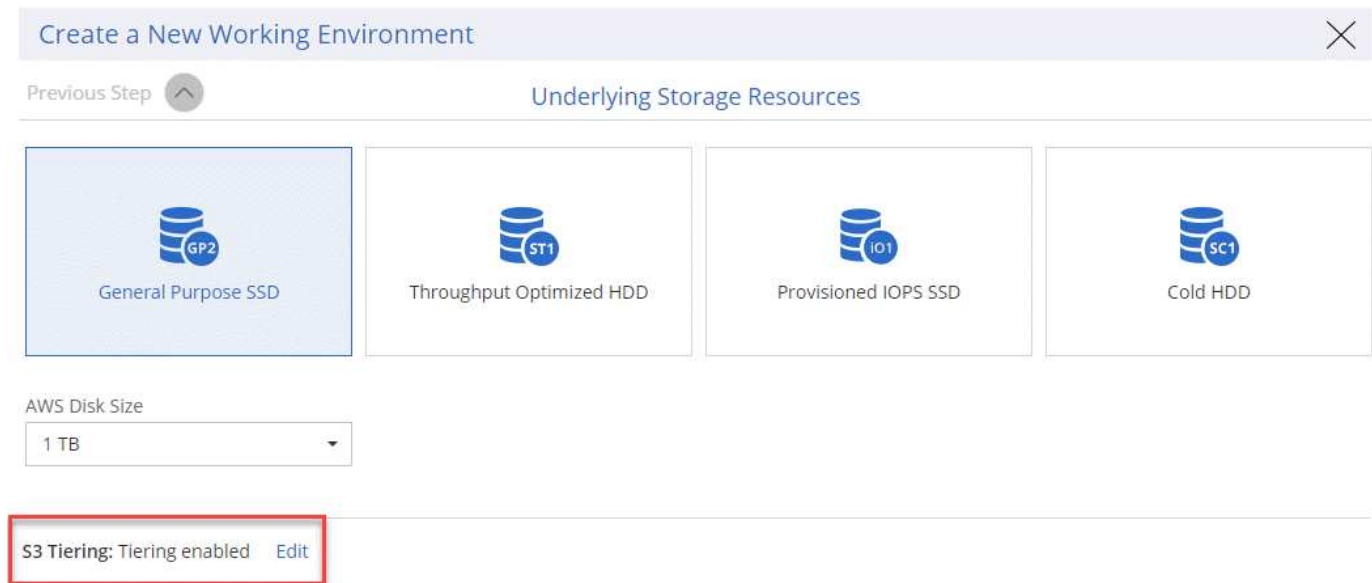 Create a New Working Environment
Previous Step
Underlying Storage Resources
GP2
ST1
iO1
SC1
General Purpose SSD
Throughput Optimized HDD
Provisioned IOPS SSD
Cold HDD
AWS Disk Size
1 TB
S3 Tiering: Tiering enabled Edit